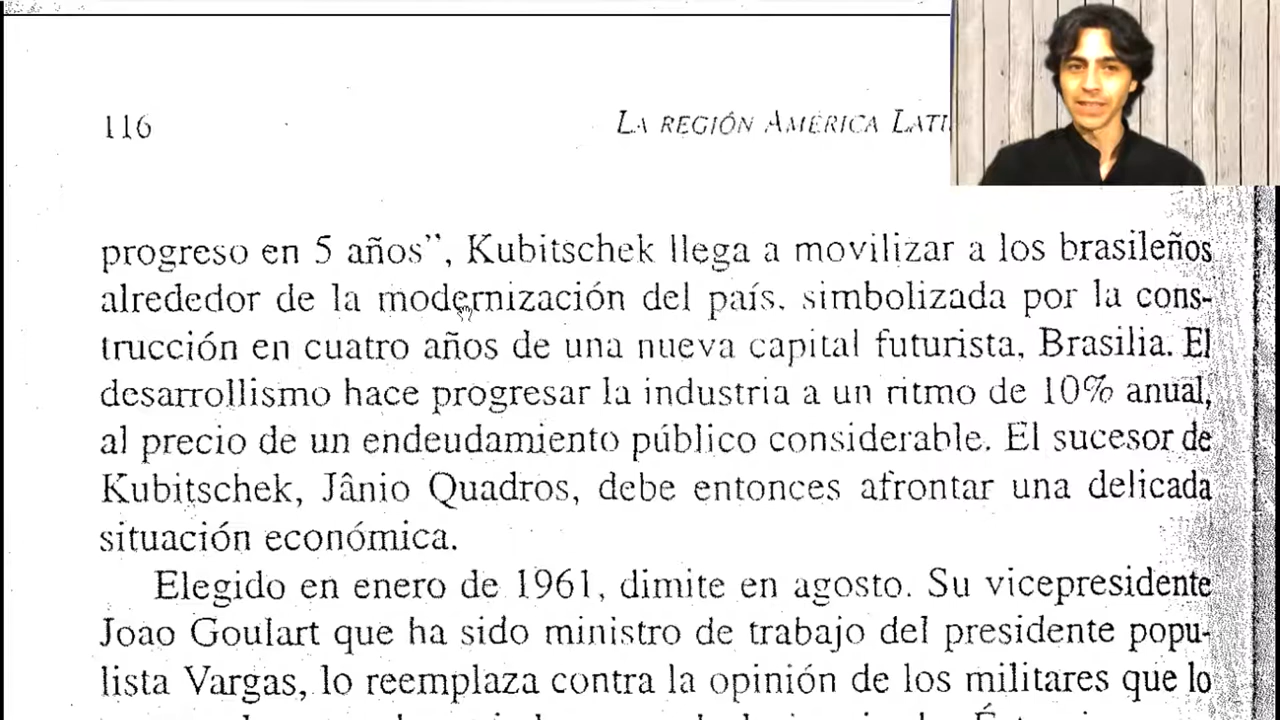 116
LA REGIÓN AMÉRICA
progreso en 5 años”, Kubitschek llega a movilizar a los brasileños
alrededor de la modernización del país. simbolizada por la cons-
trucción en cuatro años de una nueva capital futurista, Brasilia. El
desarrollismo hace progresar la industria a un ritmo de 10% anual,
al precio de un endeudamiento público considerable. El sucesor de
Kubitschek, Jânio Quadros, debe entonces afrontar una delicada
situación económica.
Elegido en enero de 1961, dimite en agosto. Su vicepresidente
Joao Goulart que ha sido ministro de trabajo del presidente popu-
lista Vargas, lo reemplaza contra la opinión de los militares que lo